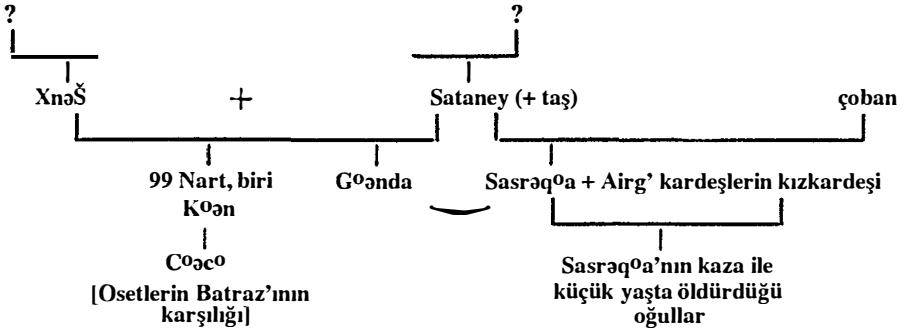 ? ?
XnəŠ + Sataney (+ taş) çoban
99 Nart, biri Gᵒənda Sasrəqᵒa + Airg’ kardeşlerin kızkardeşi
Kᵒən
Cᵒəcᵒ Sasrəqᵒa’nın kaza ile
[Osetlerin Batraz’ının küçük yaşta öldürdüğü
karşılığı] oğullar